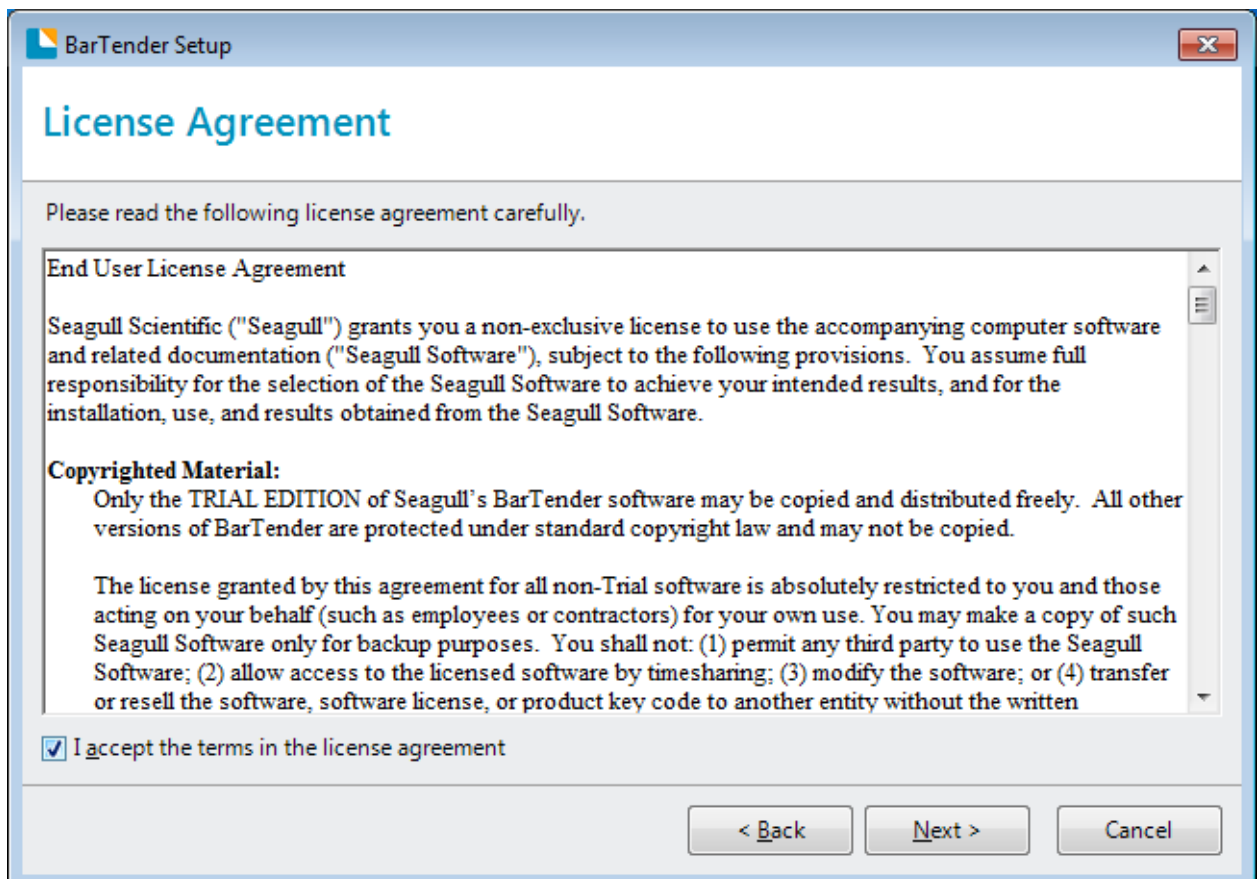 BarTender Setup
License Agreement
Please read the following license agreement carefully.
End User License Agreement
Seagull Scientific ("Seagull") grants you a non-exclusive license to use the accompanying computer software
and related documentation ("Seagull Software"), subject to the following provisions.  You assume full
responsibility for the selection of the Seagull Software to achieve your intended results, and for the
installation, use, and results obtained from the Seagull Software.
Copyrighted Material:
Only the TRIAL EDITION of Seagull’s BarTender software may be copied and distributed freely.  All other
versions of BarTender are protected under standard copyright law and may not be copied.
The license granted by this agreement for all non-Trial software is absolutely restricted to you and those
acting on your behalf (such as employees or contractors) for your own use. You may make a copy of such
Seagull Software only for backup purposes.  You shall not: (1) permit any third party to use the Seagull
Software; (2) allow access to the licensed software by timesharing; (3) modify the software; or (4) transfer
or resell the software, software license, or product key code to another entity without the written
I accept the terms in the license agreement
< Back
Next >
Cancel